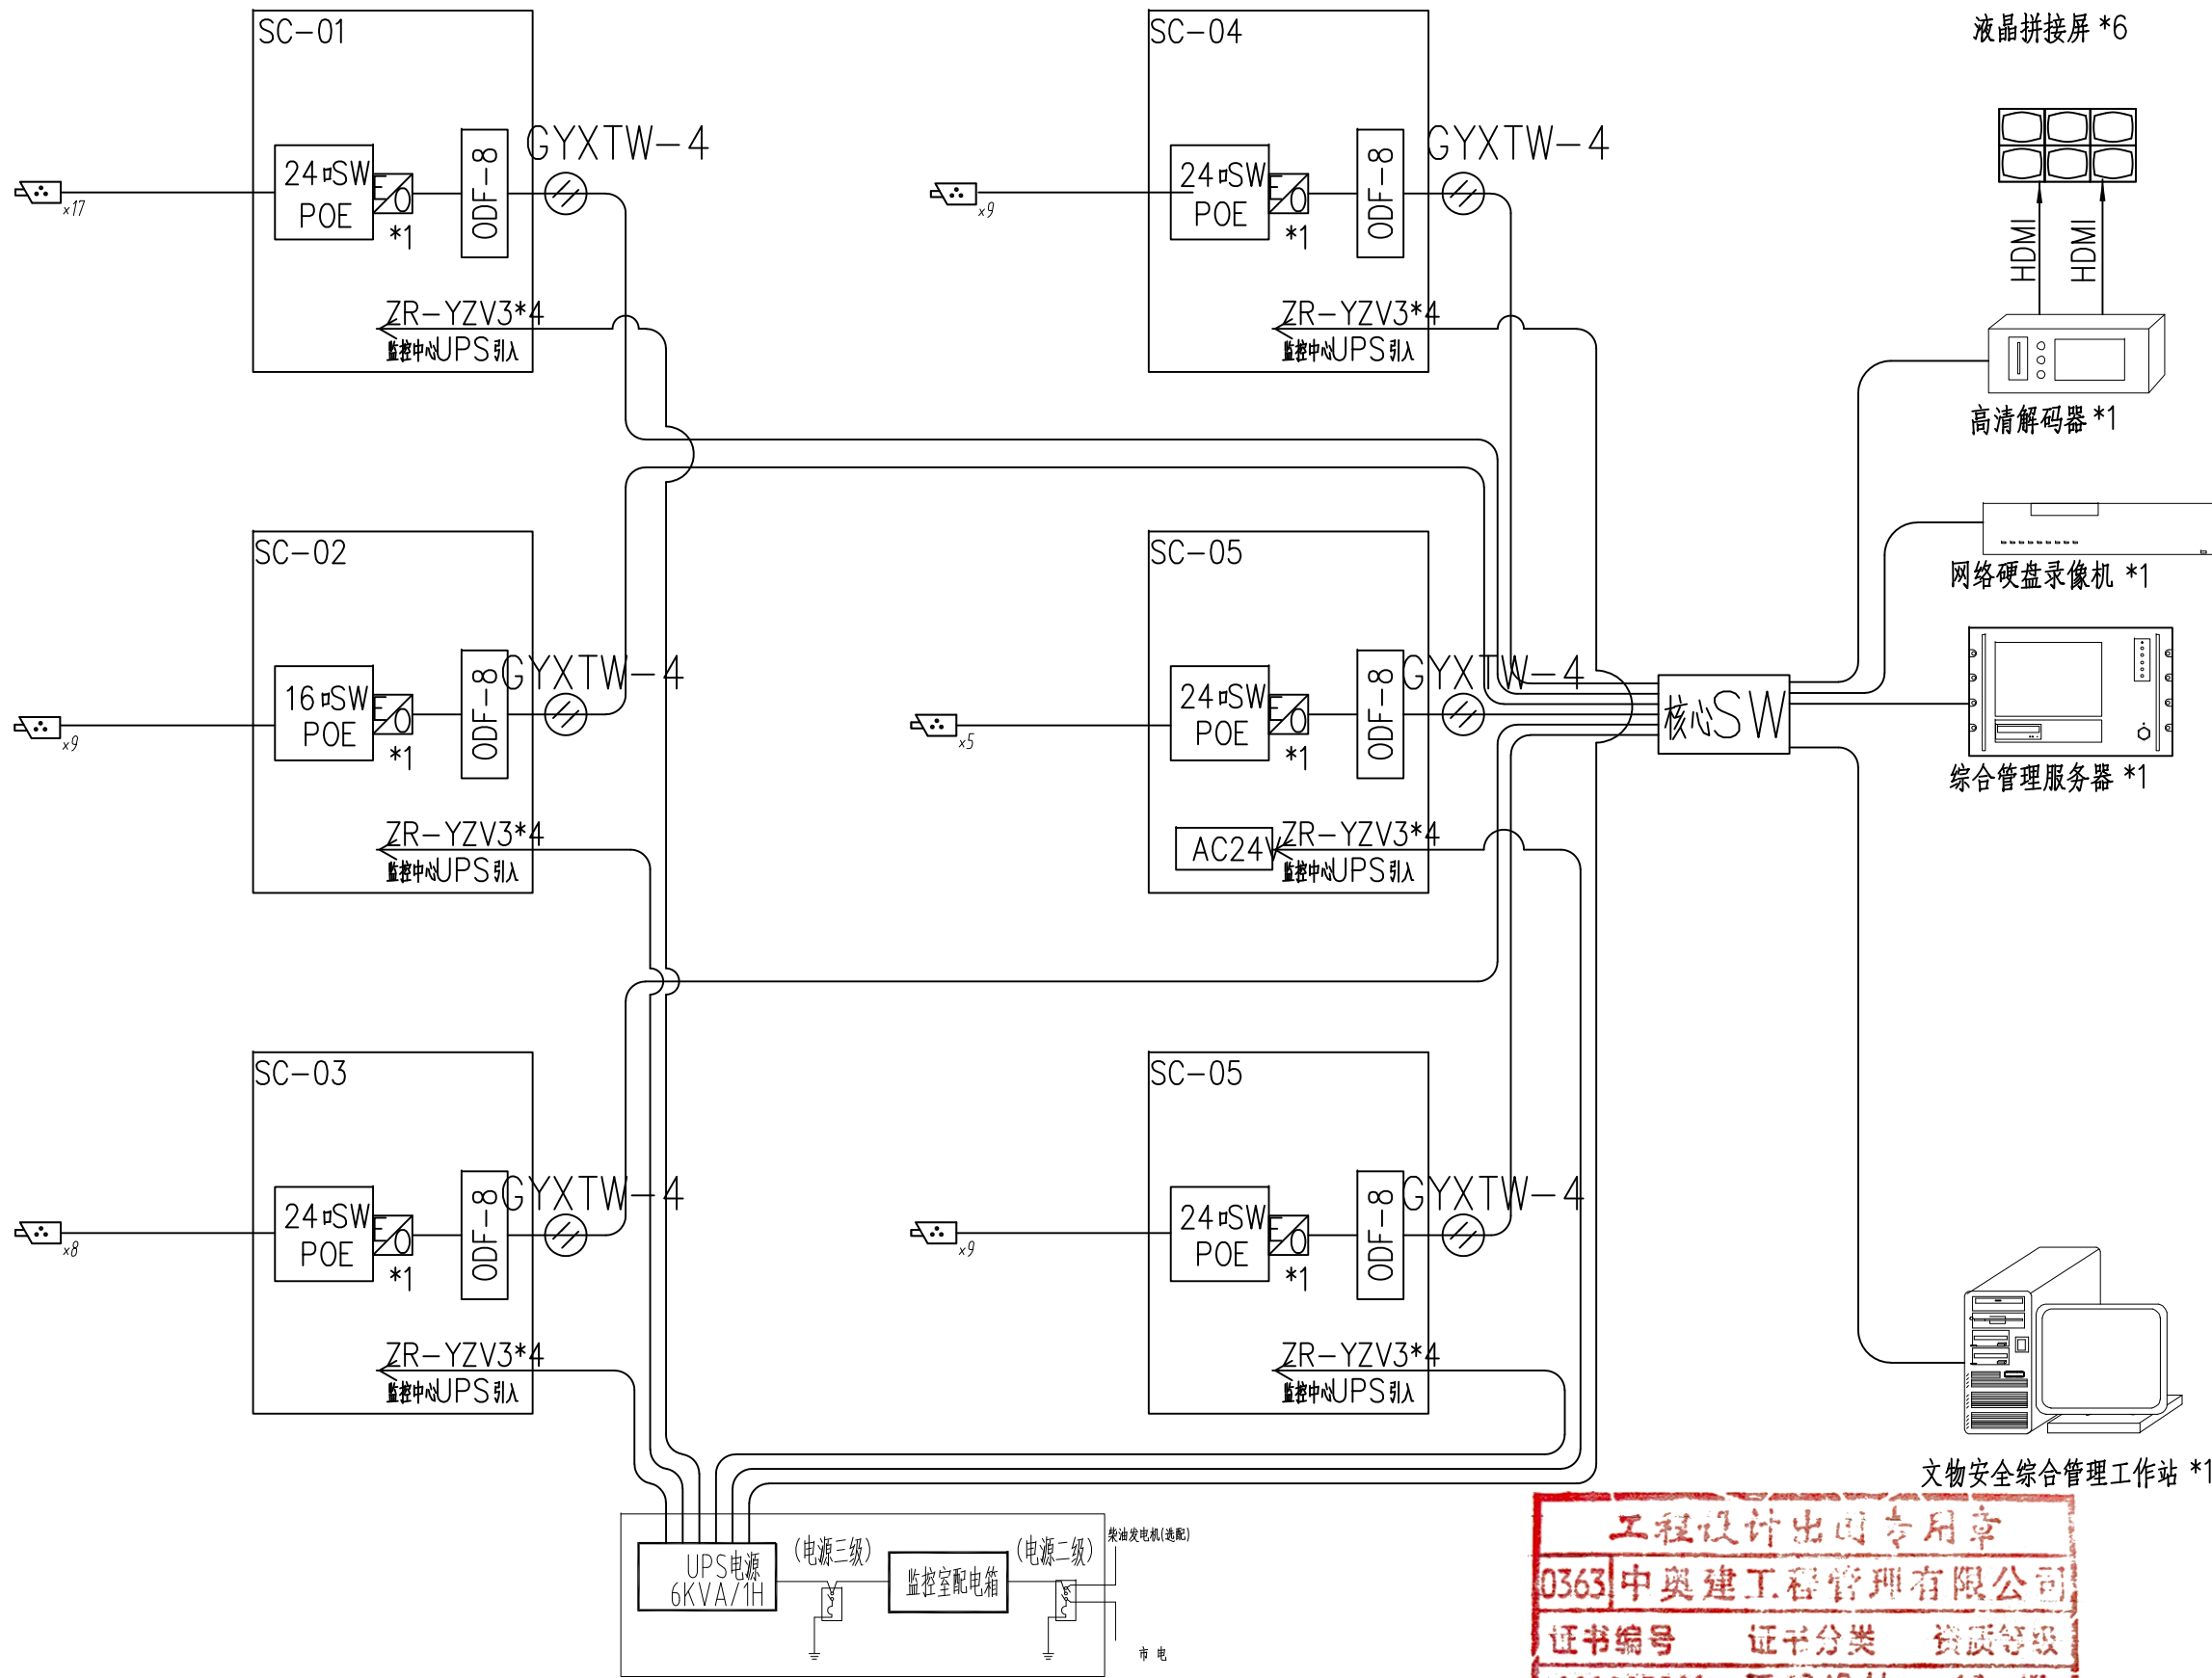 SC-01
24口SW
POE
E/O
*1
ODF-8
GYXTW-4
x17
ZR-YZV3*4
监控中心UPS引入
SC-04
24口SW
POE
E/O
*1
ODF-8
GYXTW-4
x9
ZR-YZV3*4
监控中心UPS引入
液晶拼接屏 *6
HDMI
HDMI
高清解码器 *1
SC-02
16口SW
POE
E/O
*1
ODF-8
GYXTW-4
x9
ZR-YZV3*4
监控中心UPS引入
SC-05
24口SW
POE
E/O
*1
ODF-8
GYXTW-4
x5
AC24V
ZR-YZV3*4
监控中心UPS引入
核心SW
网络硬盘录像机 *1
综合管理服务器 *1
SC-03
24口SW
POE
E/O
*1
ODF-8
GYXTW-4
x8
ZR-YZV3*4
监控中心UPS引入
SC-05
24口SW
POE
E/O
*1
ODF-8
GYXTW-4
x9
ZR-YZV3*4
监控中心UPS引入
文物安全综合管理工作站 *1
UPS电源
6KVA/1H
(电源三级)
监控室配电箱
(电源二级)
柴油发电机(选配)
市 电
工程设计出图专用章
0363 中奥建工程管理有限公司
证书编号 证书分类 资质等级